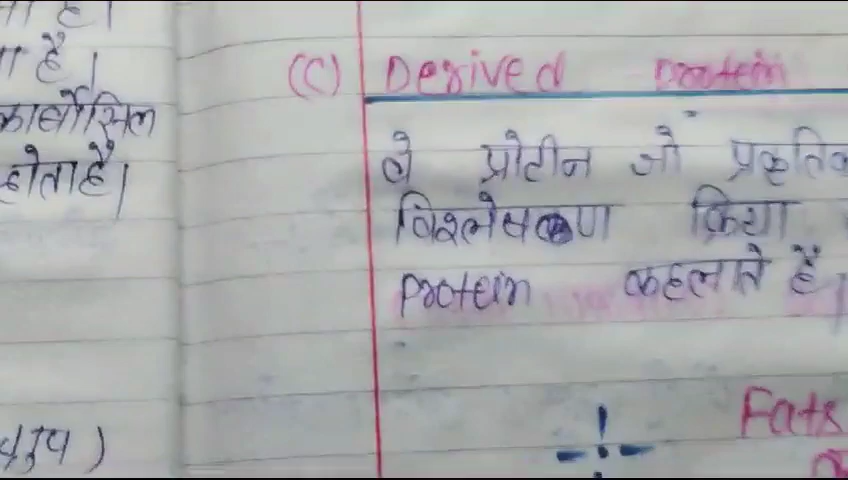 है।
कार्बोसिल
होता है।
(C) Derived protein
वे प्रोटीन जो प्रकृतिक
विश्लेषण क्रिया
protein कहलाते हैं।
Fats